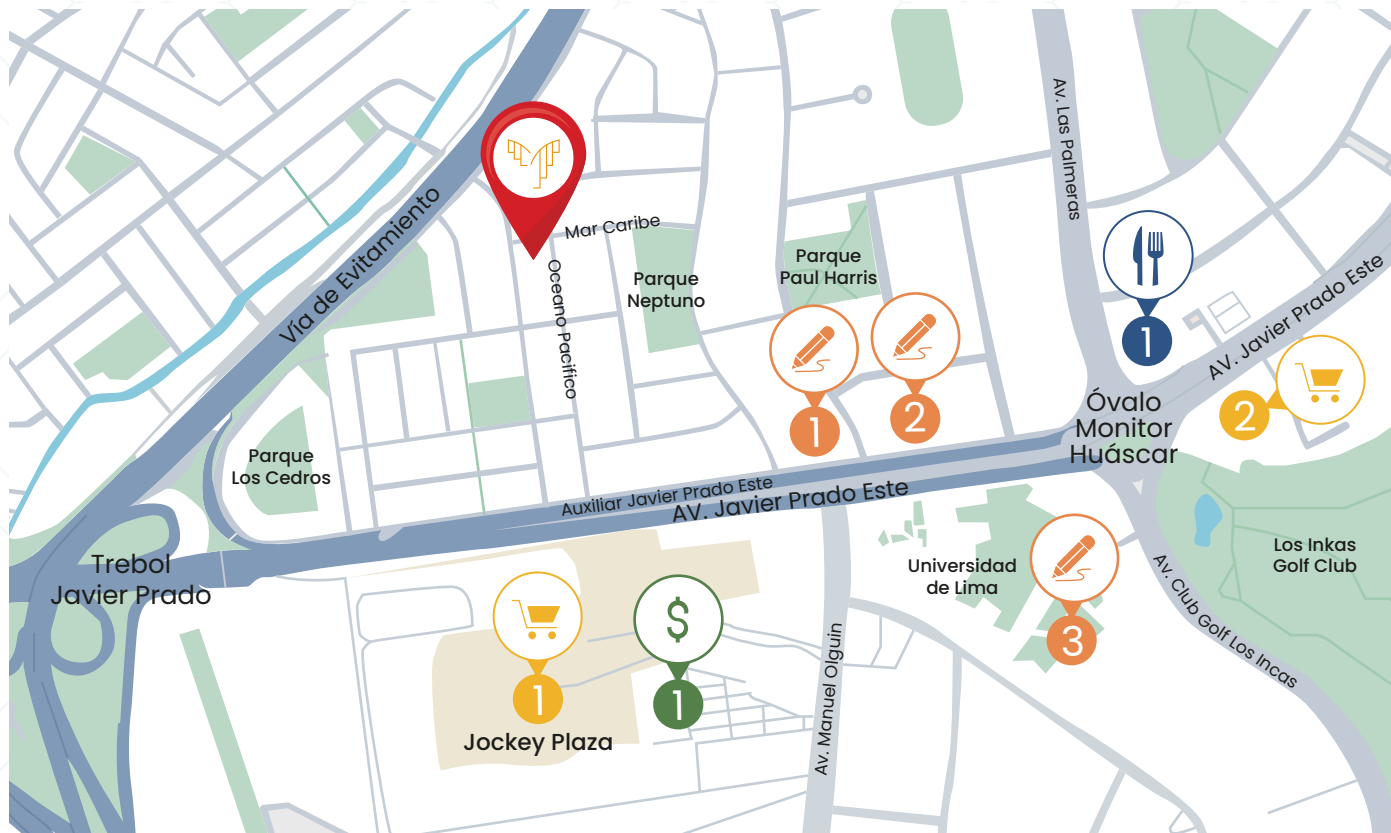 Av. Las Palmeras
Vía de Evitamiento
Mar Caribe
Oceano Pacifico
Parque
Neptuno
Parque
Paul Harris
1
2
1
AV. Javier Prado Este
2
Óvalo
Monitor
Huáscar
Parque
Los Cedros
Auxiliar Javier Prado Este
AV. Javier Prado Este
Trebol
Javier Prado
Universidad
de Lima
3
Los Inkas
Golf Club
Av. Club Golf Los Incas
$
1
1
Jockey Plaza
Av. Manuel Olguin